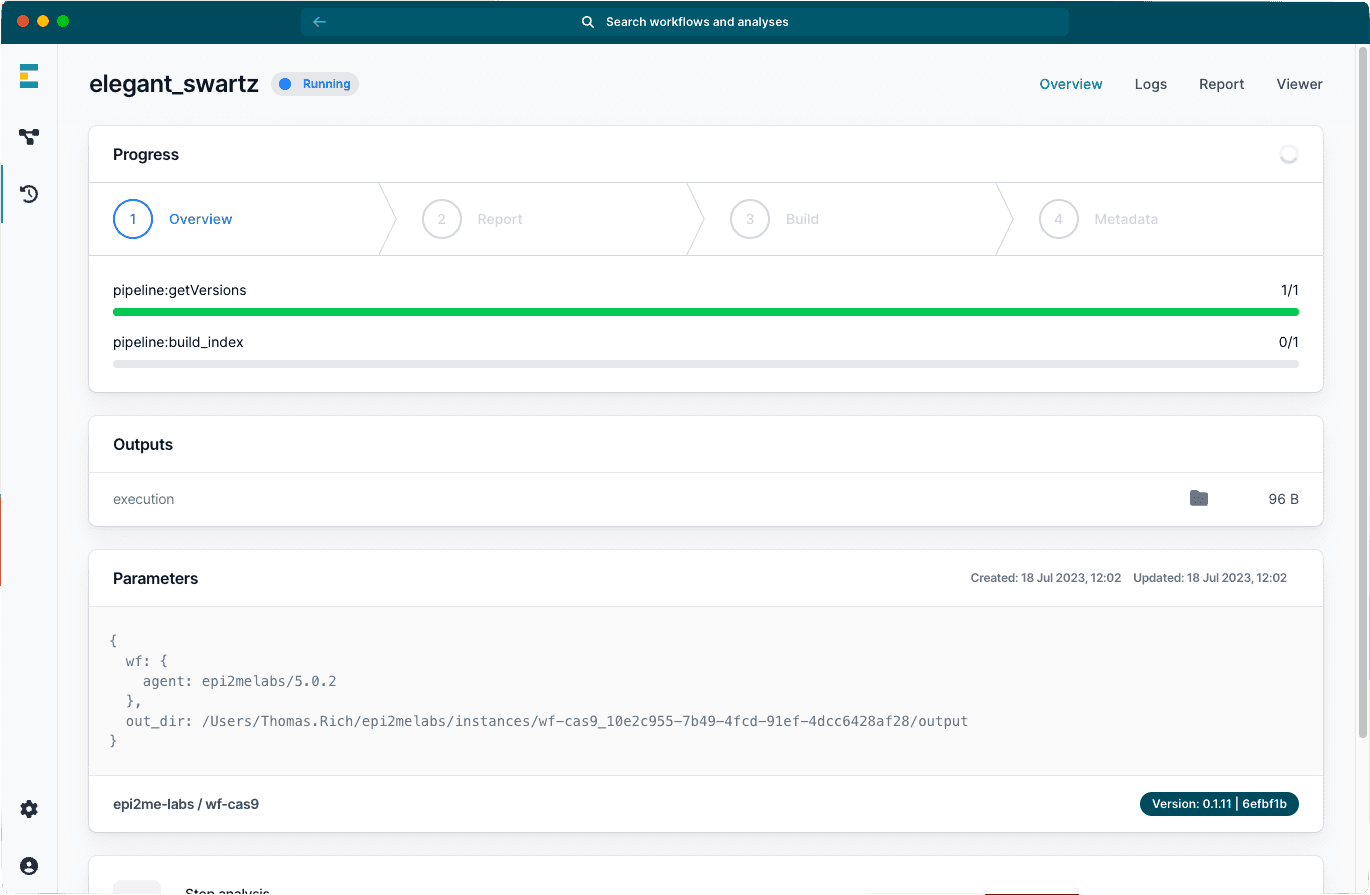 Search workflows and analyses
elegant_swartz Running Overview Logs Report Viewer
Progress
1 Overview 2 Report 3 Build 4 Metadata
pipeline:getVersions 1/1
pipeline:build_index 0/1
Outputs
execution 96 B
Parameters Created: 18 Jul 2023, 12:02 Updated: 18 Jul 2023, 12:02
{
wf: {
agent: epi2melabs/5.0.2
},
out_dir: /Users/Thomas.Rich/epi2melabs/instances/wf-cas9_10e2c955-7b49-4fcd-91ef-4dcc6428af28/output
}
epi2me-labs / wf-cas9 Version: 0.1.11 | 6efbf1b
Stop analysis